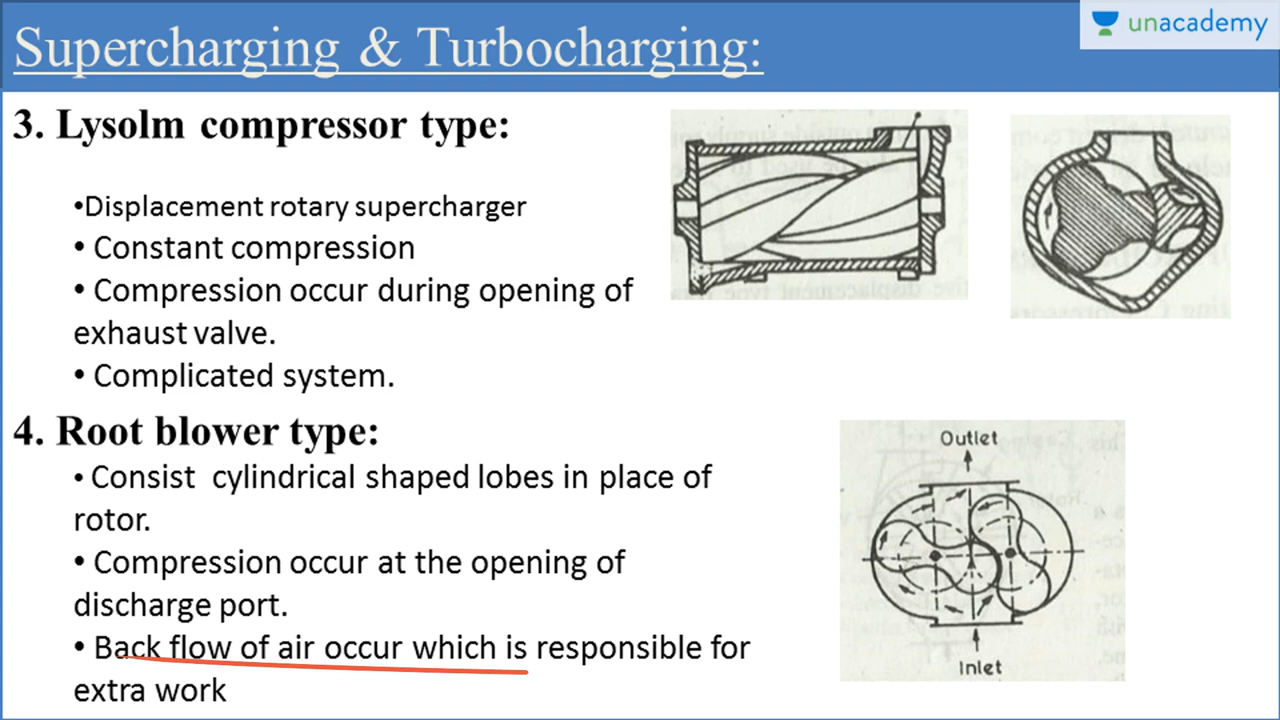 Supercharging & Turbocharging:
unacademy
3. Lysolm compressor type:
•Displacement rotary supercharger
• Constant compression
• Compression occur during opening of
exhaust valve.
• Complicated system.
4. Root blower type:
• Consist cylindrical shaped lobes in place of
rotor.
• Compression occur at the opening of
discharge port.
• Back flow of air occur which is responsible for
extra work
Outlet
Inlet